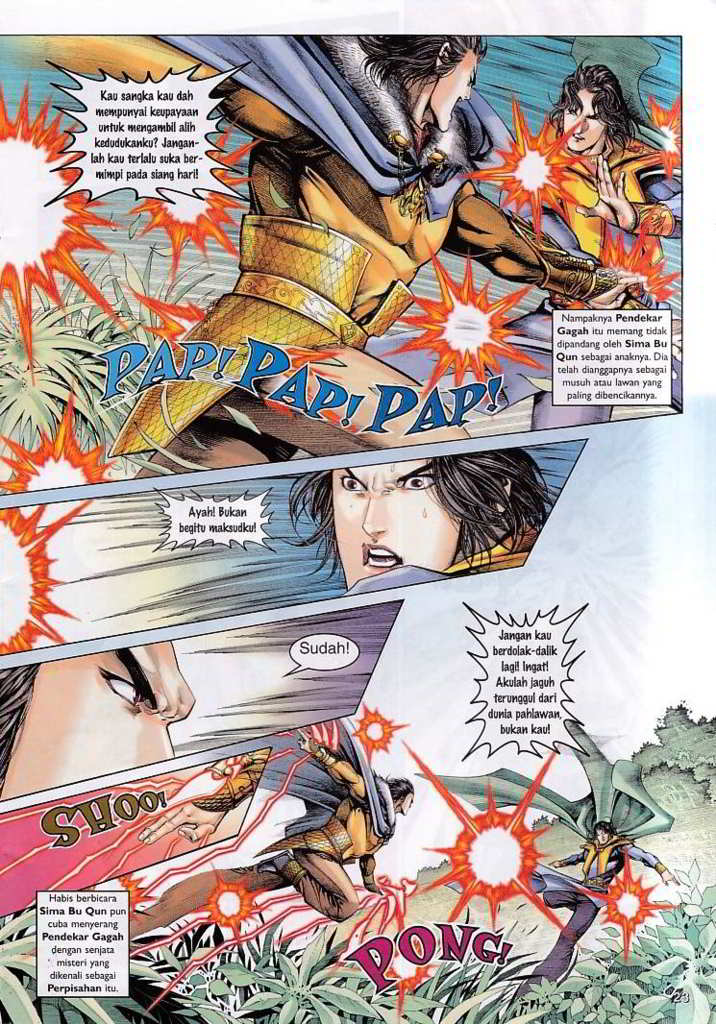 Kau sangka kau dah
mempunyai keupayaan
untuk mengambil alih
kedudukanku? Jangan-
lah kau terlalu suka ber-
mimpi pada siang hari!
Nampaknya Pendekar
Gagah itu memang tidak
dipandang oleh Sima Bu
Qun sebagai anaknya. Dia
telah dianggapnya sebagai
musuh atau lawan yang
paling dibencikannya.
PAP! PAP! PAP! PAP!
Ayah! Bukan
begitu maksudku!
Sudah!
Jangan kau
berdolak-dalik
lagi! Ingat!
Akulah jaguh
terunggul dari
dunia pahlawan,
bukan kau!
SHOO!
Habis berbicara
Sima Bu Qun pun
cuba menyerang
Pendekar Gagah
dengan senjata
misteri yang
dikenali sebagai
Perpisahan itu.
PONG!
23